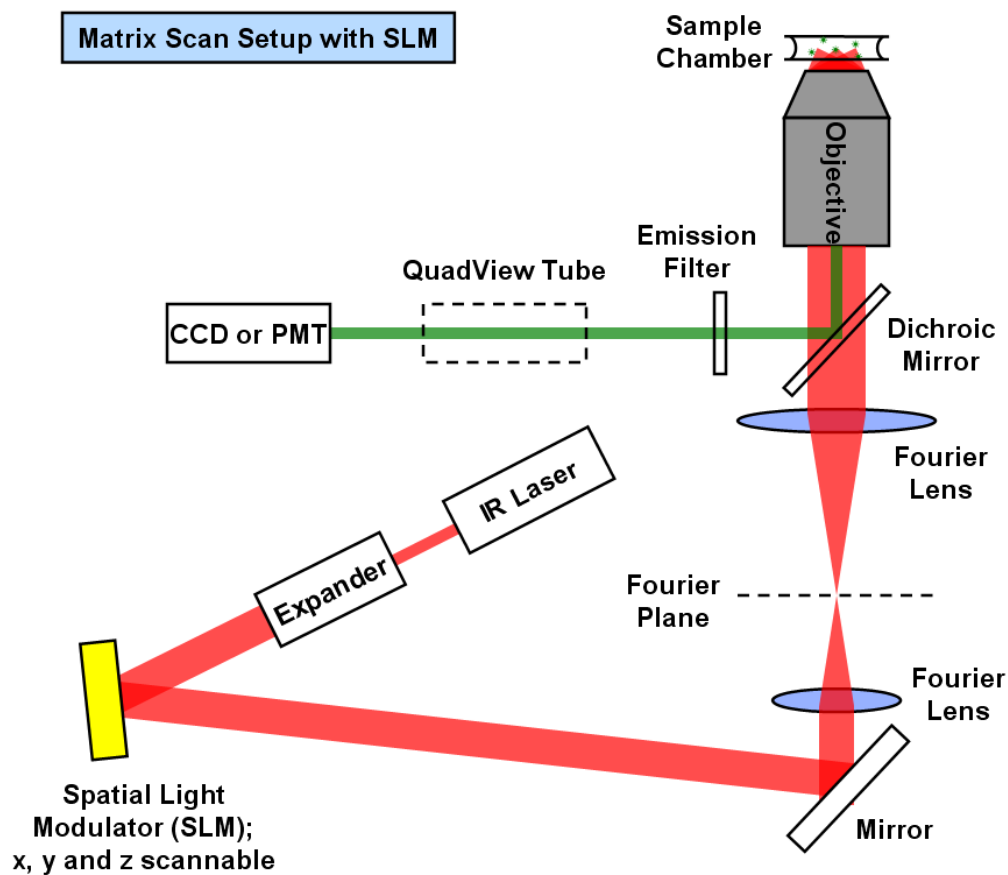 Matrix Scan Setup with SLM
Sample
Chamber
Objective
Emission
Filter
QuadView Tube
CCD or PMT
Dichroic
Mirror
Fourier
Lens
IR Laser
Expander
Fourier
Plane
Fourier
Lens
Spatial Light
Modulator (SLM);
x, y and z scannable
Mirror